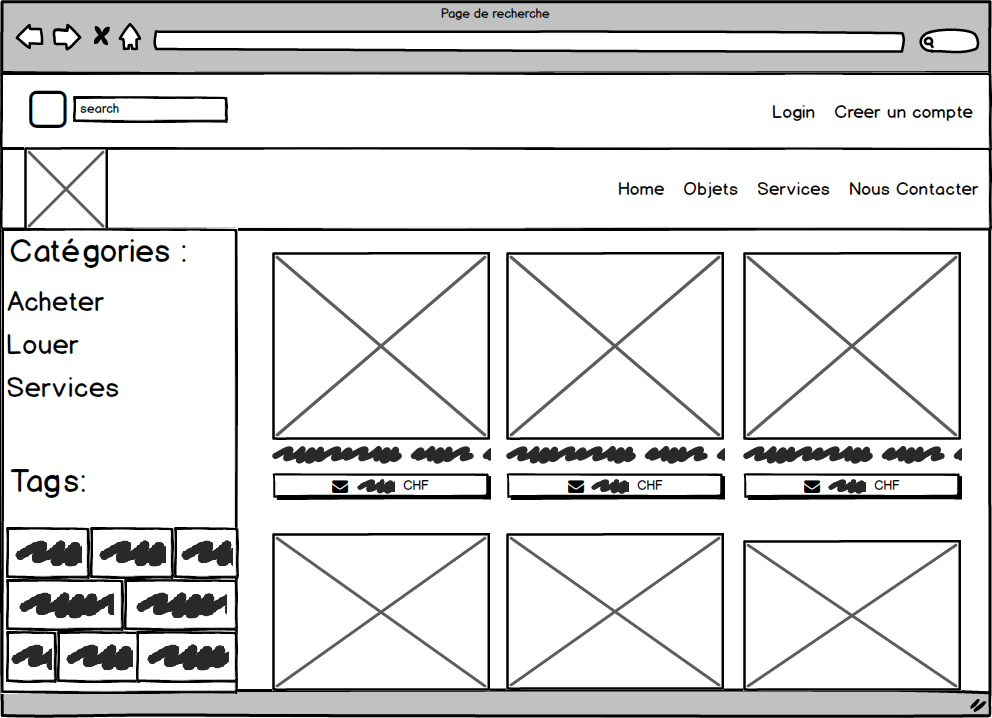 Page de recherche
search
Login Creer un compte
Home Objets Services Nous Contacter
Catégories :
Acheter
Louer
Services
Tags:
CHF CHF CHF